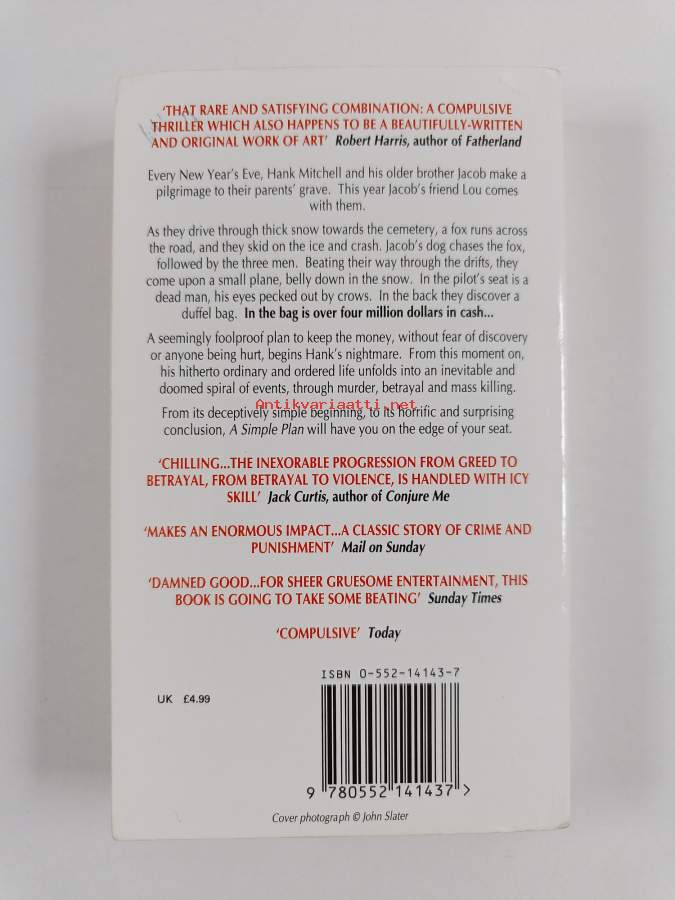 ‘THAT RARE AND SATISFYING COMBINATION: A COMPULSIVE
THRILLER WHICH ALSO HAPPENS TO BE A BEAUTIFULLY-WRITTEN
AND ORIGINAL WORK OF ART’ Robert Harris, author of Fatherland
Every New Year’s Eve, Hank Mitchell and his older brother Jacob make a
pilgrimage to their parents’ grave. This year Jacob’s friend Lou comes
with them.
As they drive through thick snow towards the cemetery, a fox runs across
the road, and they skid on the ice and crash. Jacob’s dog chases the fox,
followed by the three men. Beating their way through the drifts, they
come upon a small plane, belly down in the snow. In the pilot’s seat is a
dead man, his eyes pecked out by crows. In the back they discover a
duffel bag. In the bag is over four million dollars in cash...
A seemingly foolproof plan to keep the money, without fear of discovery
or anyone being hurt, begins Hank’s nightmare. From this moment on,
his hitherto ordinary and ordered life unfolds into an inevitable and
doomed spiral of events, through murder, betrayal and mass killing.
Antikvariaatti.net
From its deceptively simple beginning, to its horrific and surprising
conclusion, A Simple Plan will have you on the edge of your seat.
‘CHILLING...THE INEXORABLE PROGRESSION FROM GREED TO
BETRAYAL, FROM BETRAYAL TO VIOLENCE, IS HANDLED WITH ICY
SKILL’ Jack Curtis, author of Conjure Me
‘MAKES AN ENORMOUS IMPACT...A CLASSIC STORY OF CRIME AND
PUNISHMENT’ Mail on Sunday
‘DAMNED GOOD...FOR SHEER GRUESOME ENTERTAINMENT, THIS
BOOK IS GOING TO TAKE SOME BEATING’ Sunday Times
‘COMPULSIVE’ Today
ISBN 0-552-14143-7
UK £4.99
9 780552 141437 >
Cover photograph © John Slater